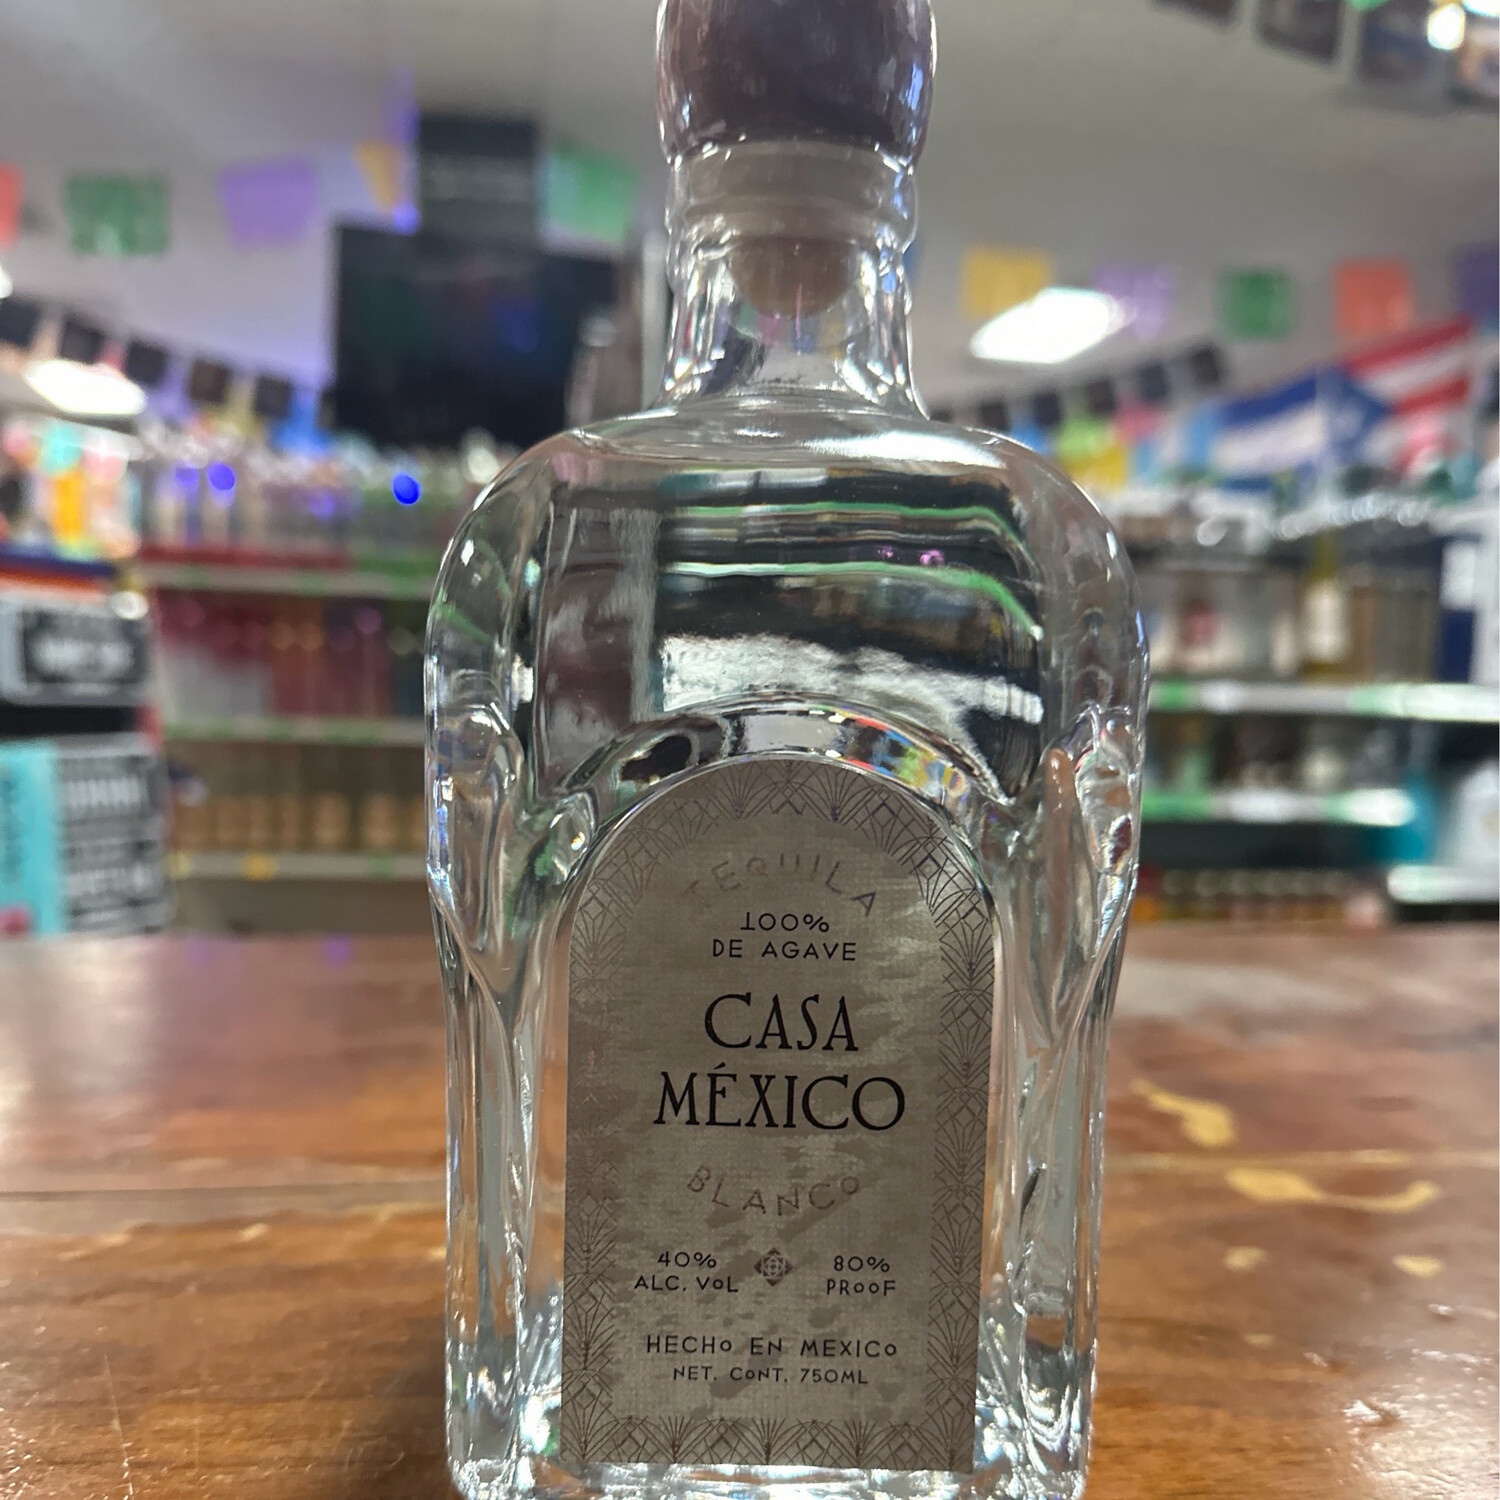 TEQUILA
100%
DE AGAVE
CASA
MÉXICO
BLANCO
40% 80%
ALC. VOL PROOF
HECHO EN MEXICO
NET. CONT. 750ML